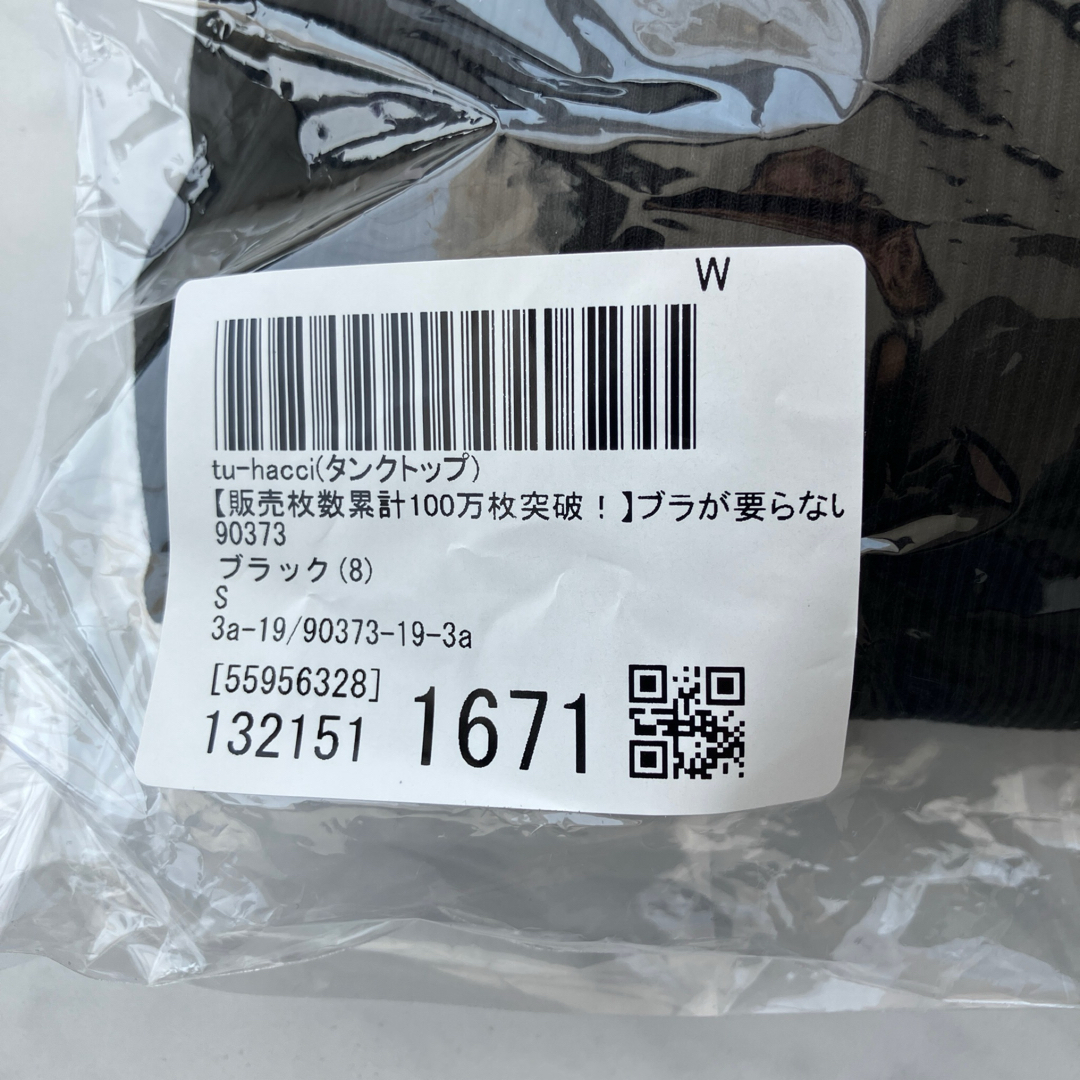 W
tu-hacci(タンクトップ)
【販売枚数累計100万枚突破！】ブラが要らない
90373
ブラック(8)
S
3a-19/90373-19-3a
[55956328]
132151 1671